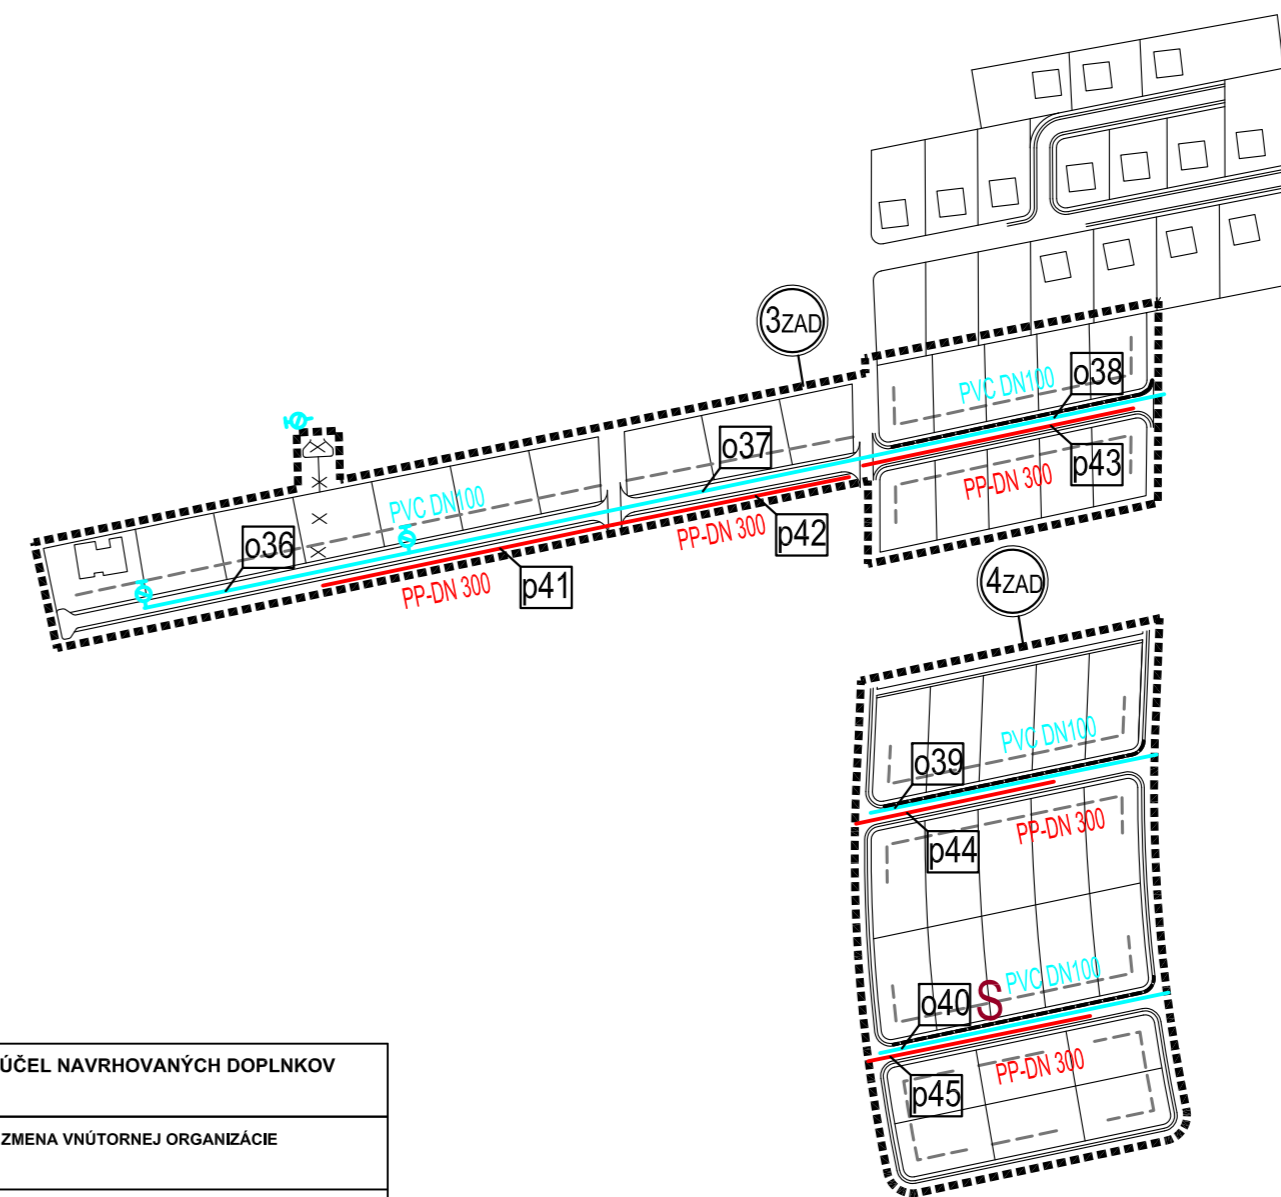 3ZAD
PVC DN100
o38
o37
p43
PP-DN 300
PVC DN100
o36
PP-DN 300
p42
PP-DN 300
p41
4ZAD
PVC DN100
o39
PP-DN 300
p44
PVC DN100
o40
S
PP-DN 300
p45
ÚČEL NAVRHOVANÝCH DOPLNKOV
ZMENA VNÚTORNEJ ORGANIZÁCIE